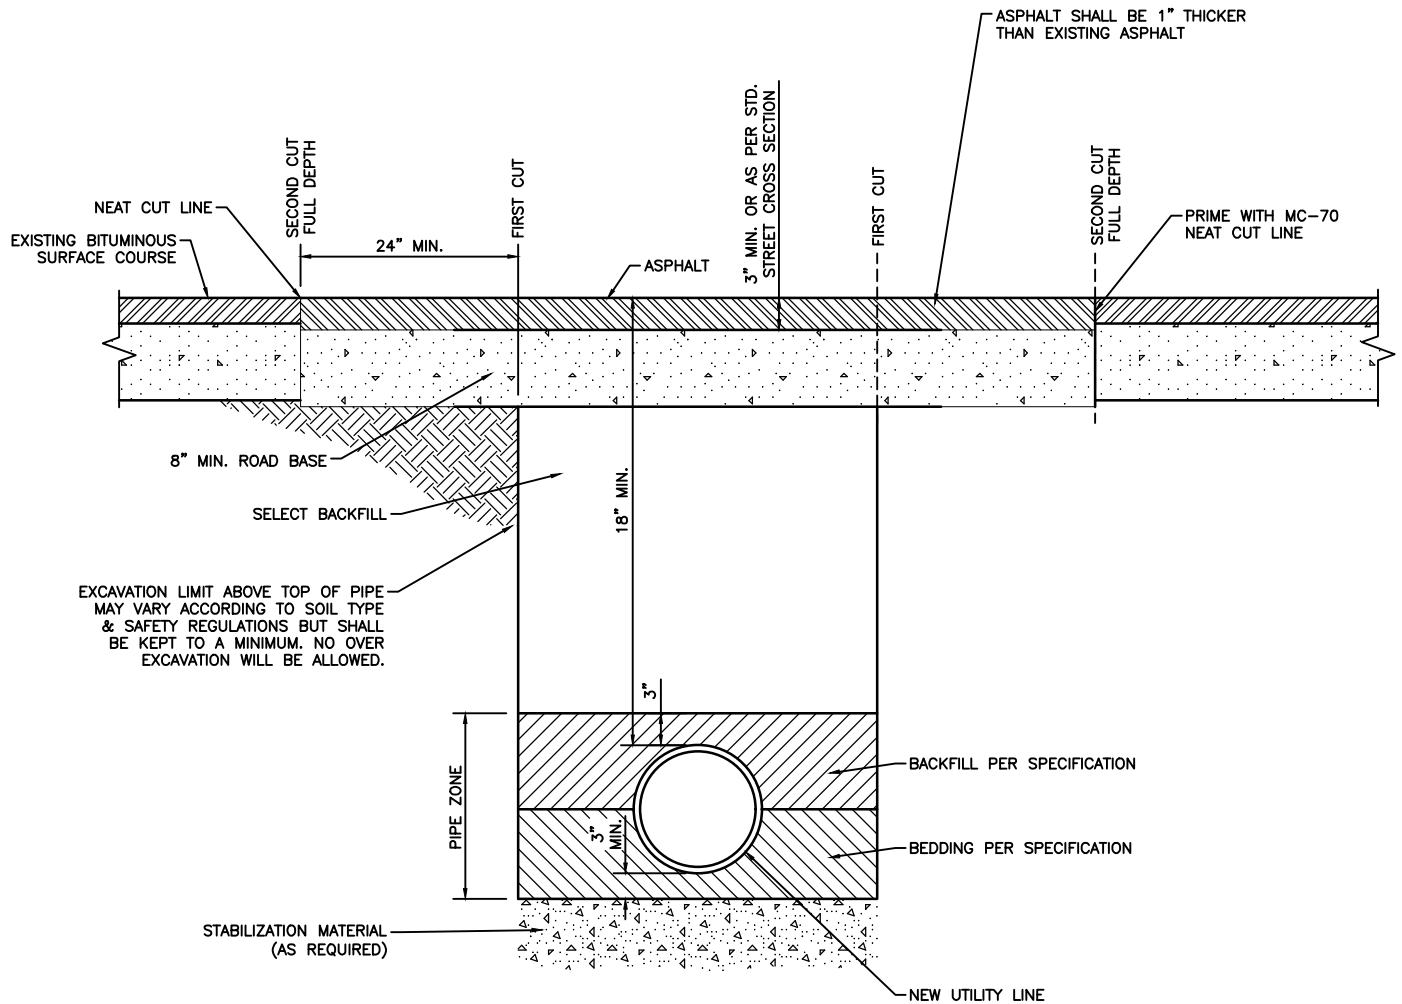 ASPHALT SHALL BE 1" THICKER
THAN EXISTING ASPHALT
3" MIN. OR AS PER STD.
STREET CROSS SECTION
SECOND CUT
FULL DEPTH
FIRST CUT
FIRST CUT
SECOND CUT
FULL DEPTH
NEAT CUT LINE
EXISTING BITUMINOUS
SURFACE COURSE
24" MIN.
ASPHALT
PRIME WITH MC-70
NEAT CUT LINE
8" MIN. ROAD BASE
SELECT BACKFILL
18" MIN.
EXCAVATION LIMIT ABOVE TOP OF PIPE
MAY VARY ACCORDING TO SOIL TYPE
& SAFETY REGULATIONS BUT SHALL
BE KEPT TO A MINIMUM. NO OVER
EXCAVATION WILL BE ALLOWED.
3"
PIPE ZONE
BACKFILL PER SPECIFICATION
3"
MIN.
BEDDING PER SPECIFICATION
STABILIZATION MATERIAL
(AS REQUIRED)
NEW UTILITY LINE